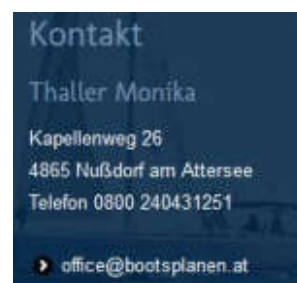 Kontakt
Thaller Monika
Kapellenweg 26
4865 Nußdorf am Attersee
Telefon 0800 240431251
office@bootsplanen.at